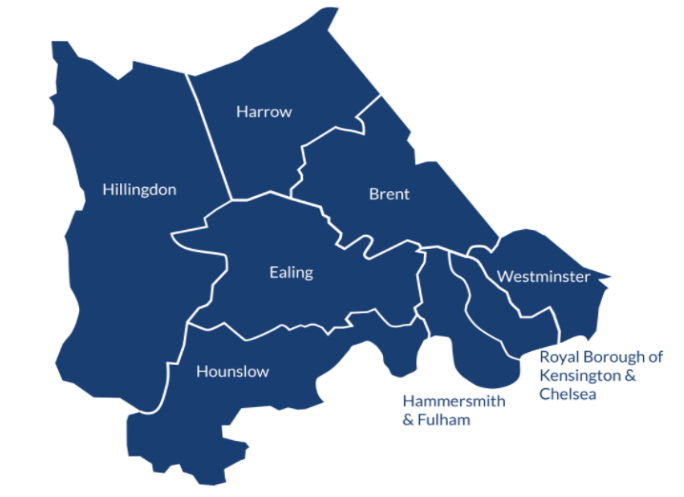 Harrow
Hillingdon
Brent
Ealing
Westminster
Hounslow
Royal Borough of
Kensington &
Chelsea
Hammersmith
& Fulham